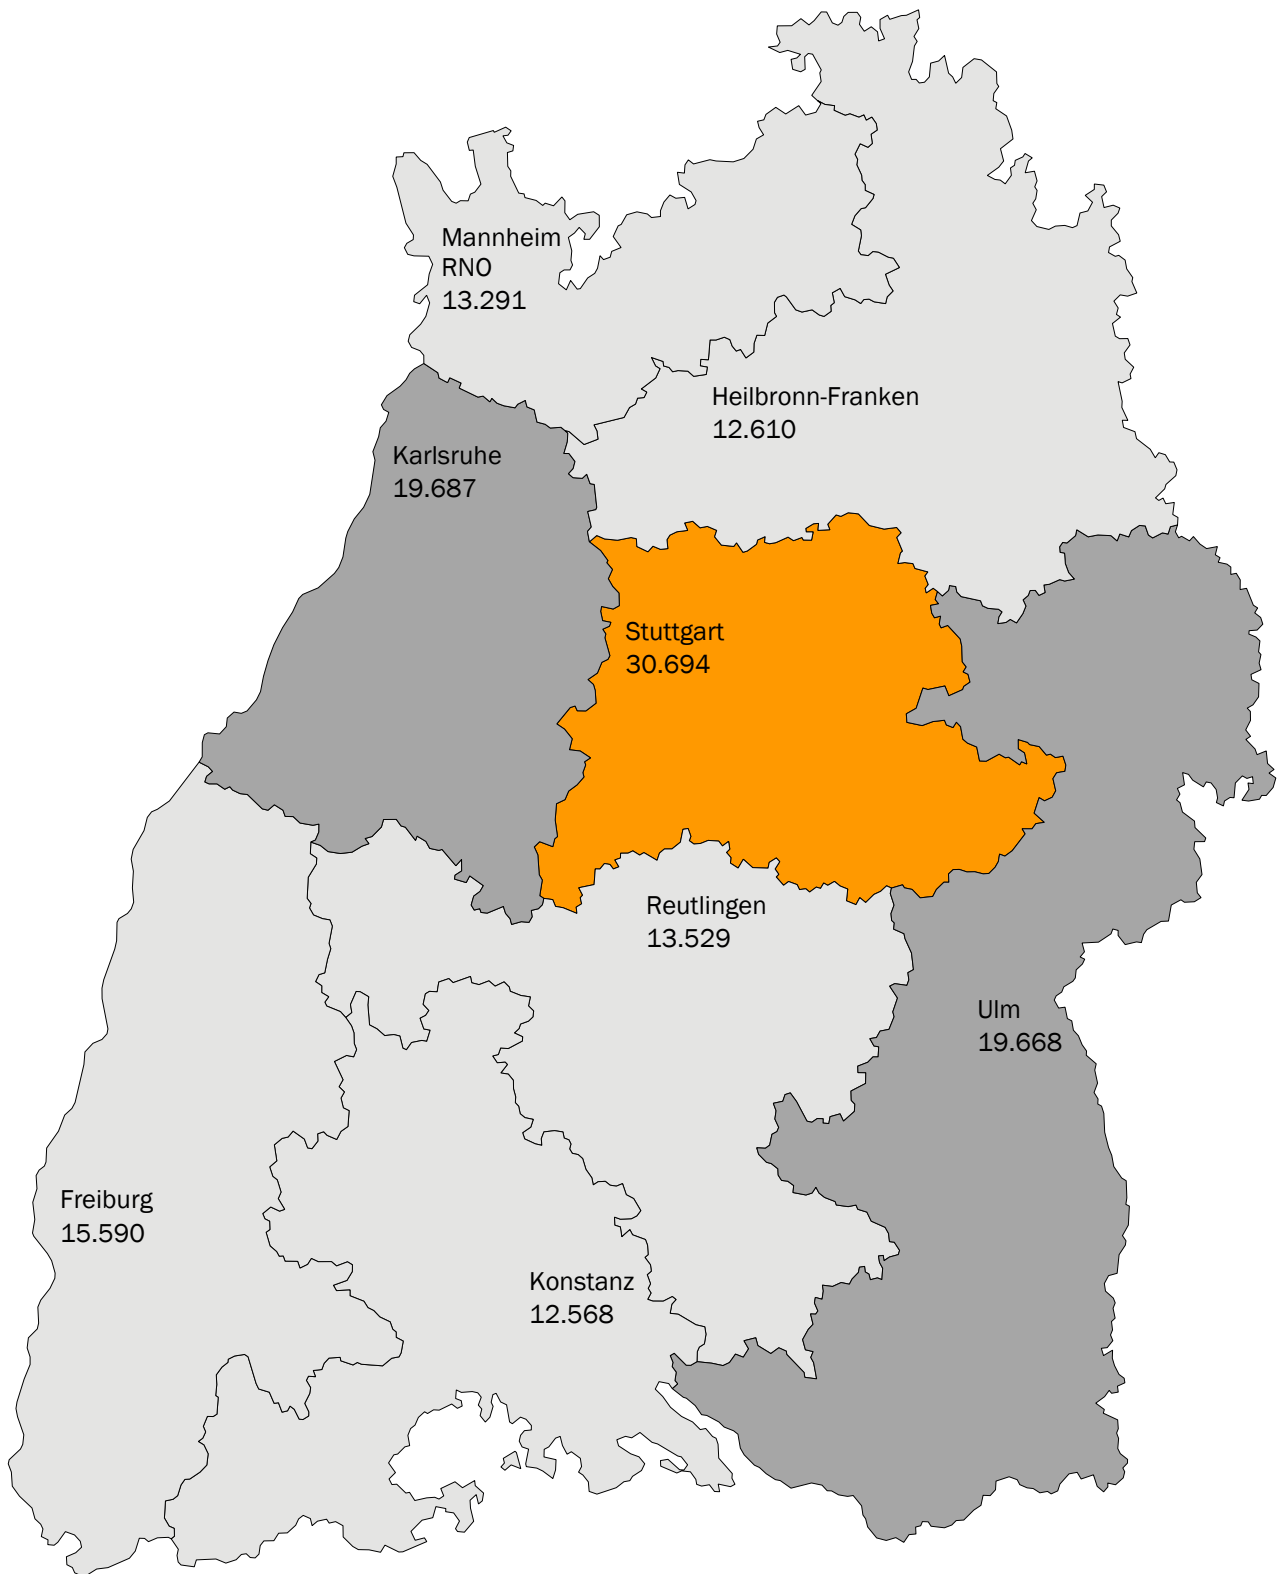 Mannheim
RNO
13.291
Heilbronn-Franken
12.610
Karlsruhe
19.687
Stuttgart
30.694
Reutlingen
13.529
Ulm
19.668
Freiburg
15.590
Konstanz
12.568